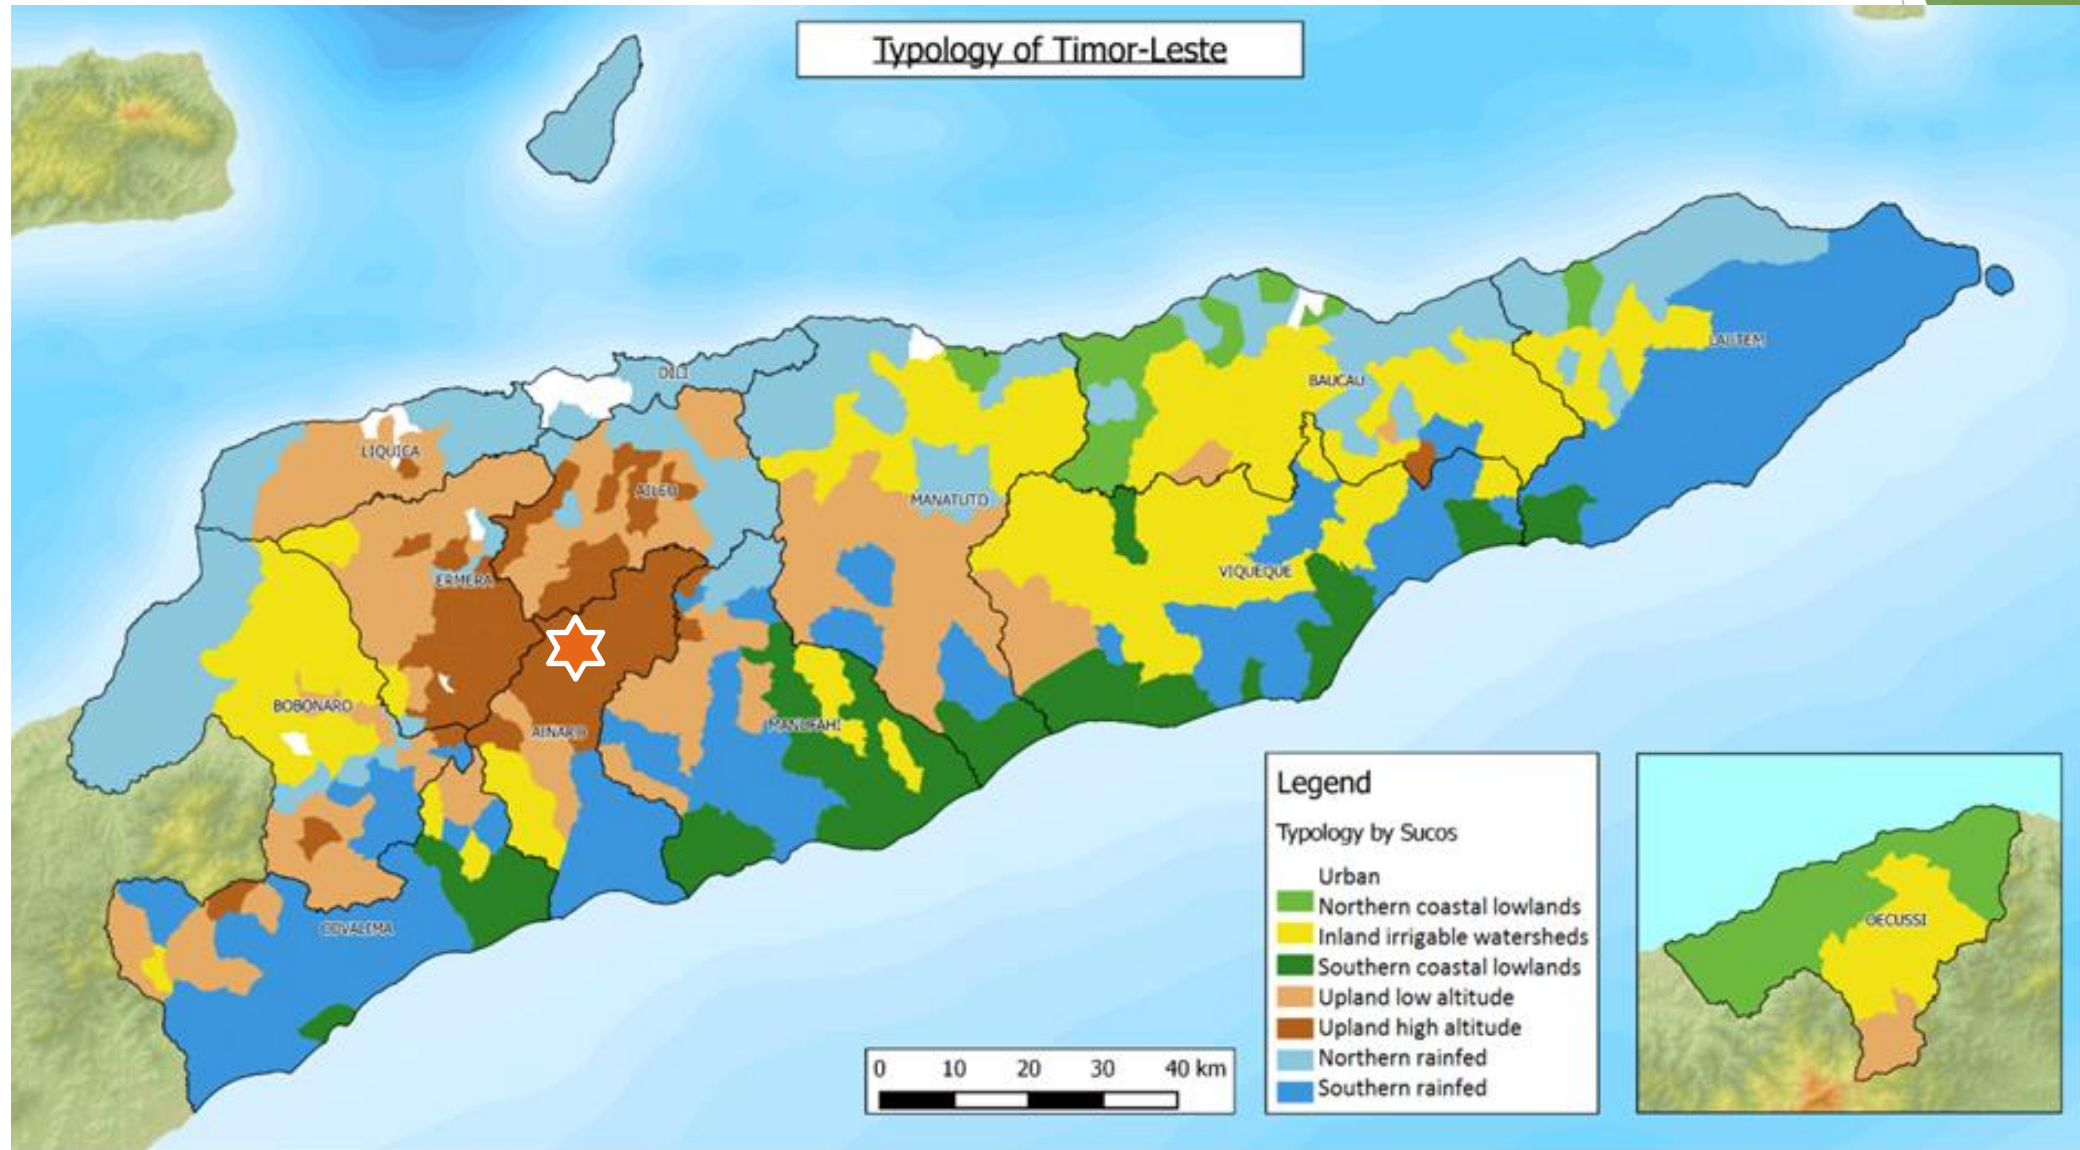 Typology of Timor-Leste
DILI
LAUTEM
BAUCAU
LIQUICA
AILEU
MANATUTO
ERMERA
VIQUEQUE
BOBONARO
MANUFAHI
AINARO
COVALIMA
OECUSSI
Legend
Typology by Sucos
Urban
Northern coastal lowlands
Inland irrigable watersheds
Southern coastal lowlands
Upland low altitude
Upland high altitude
Northern rainfed
Southern rainfed
0 10 20 30 40 km